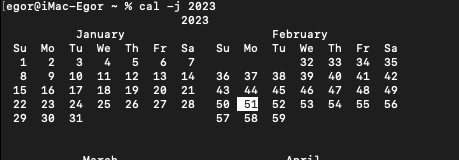 [egor@iMac-Egor ~ % cal -j 2023
2023
January February
Su Mo Tu We Th Fr Sa Su Mo Tu We Th Fr Sa
1 2 3 4 5 6 7 32 33 34 35
8 9 10 11 12 13 14 36 37 38 39 40 41 42
15 16 17 18 19 20 21 43 44 45 46 47 48 49
22 23 24 25 26 27 28 50 51 52 53 54 55 56
29 30 31 57 58 59
March April